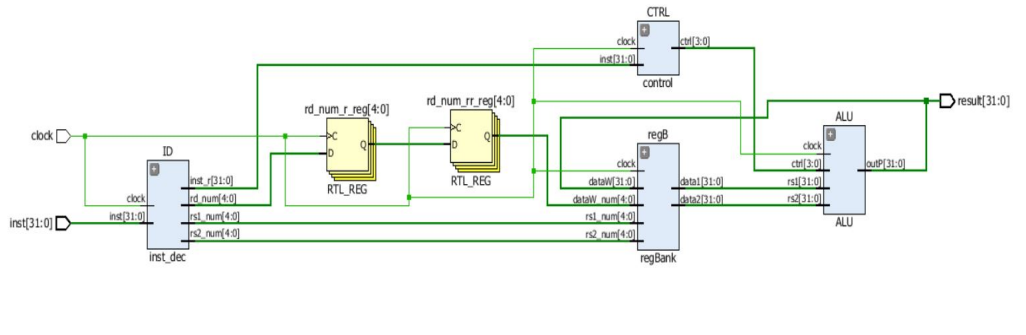 CTRL
clock
inst[31:0]
ctrl[3:0]
control
rd_num_r_reg[4:0]
C
D
Q
RTL_REG
rd_num_rr_reg[4:0]
C
D
Q
RTL_REG
result[31:0]
clock
inst[31:0]
ID
clock
inst[31:0]
inst_r[31:0]
rd_num[4:0]
rs1_num[4:0]
rs2_num[4:0]
inst_dec
regB
clock
dataW[31:0]
dataW_num[4:0]
rs1_num[4:0]
rs2_num[4:0]
data1[31:0]
data2[31:0]
regBank
ALU
clock
ctrl[3:0]
rs1[31:0]
rs2[31:0]
outP[31:0]
ALU